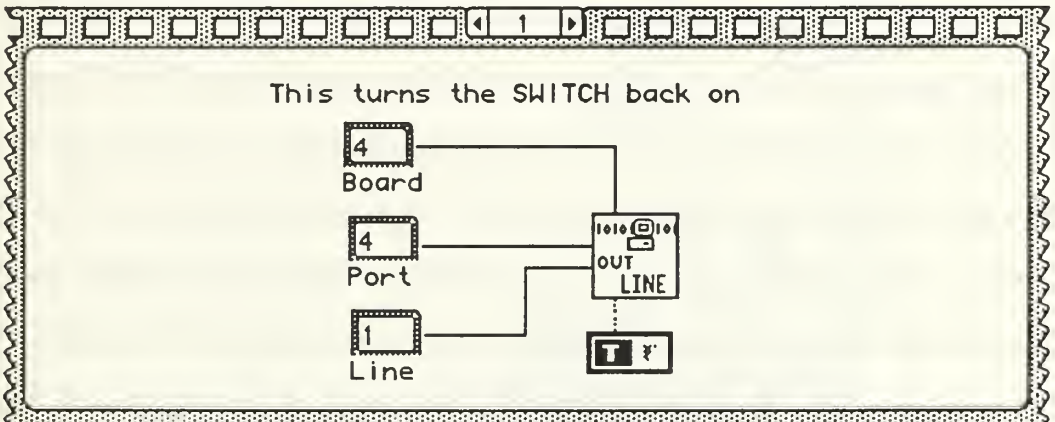 1
This turns the SWITCH back on
4
Board
4
Port
1
Line
OUT
LINE
T